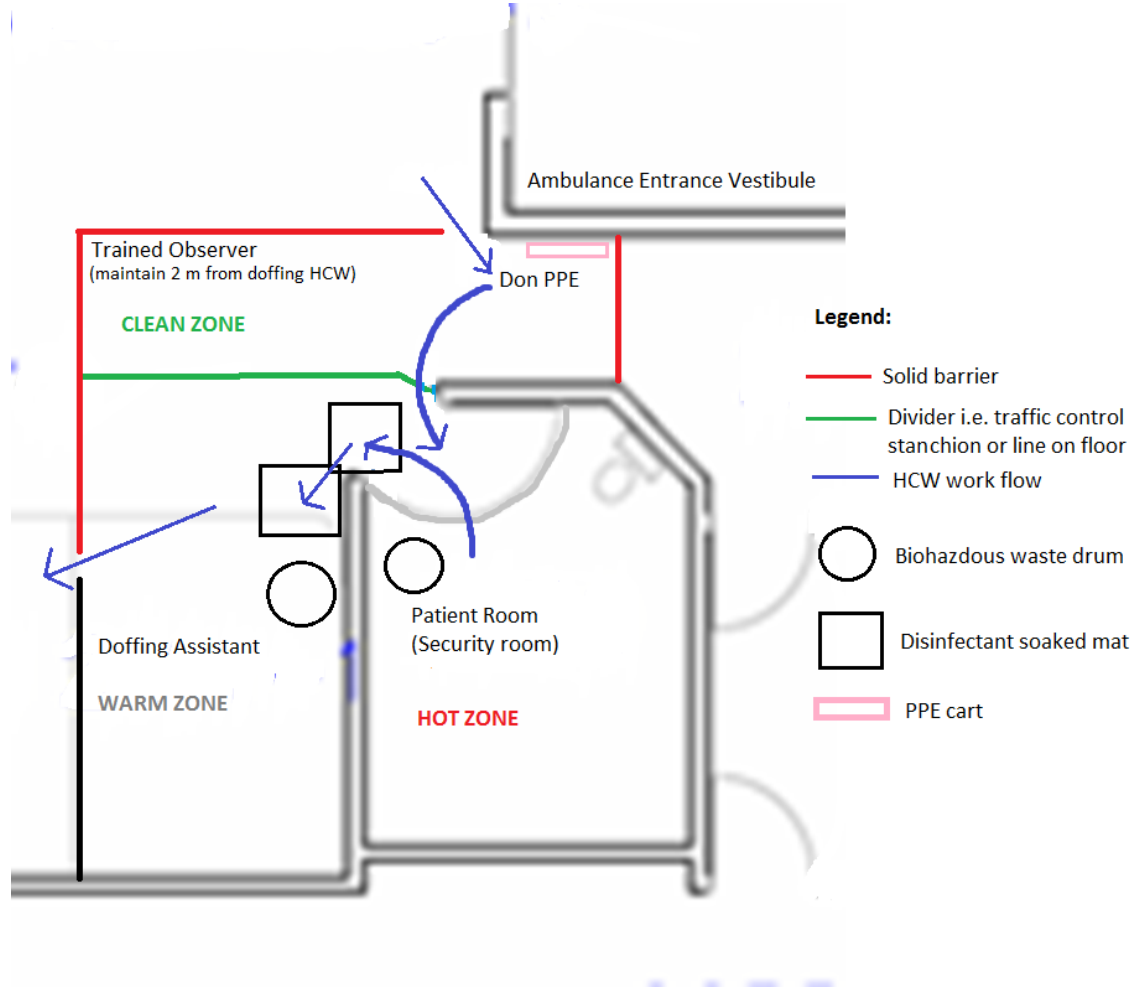 Ambulance Entrance Vestibule
Trained Observer
(maintain 2 m from doffing HCW)
Don PPE
CLEAN ZONE
Doffing Assistant
WARM ZONE
Patient Room
(Security room)
HOT ZONE
Legend:
Solid barrier
Divider i.e. traffic control
stanchion or line on floor
HCW work flow
Biohazdous waste drum
Disinfectant soaked mat
PPE cart